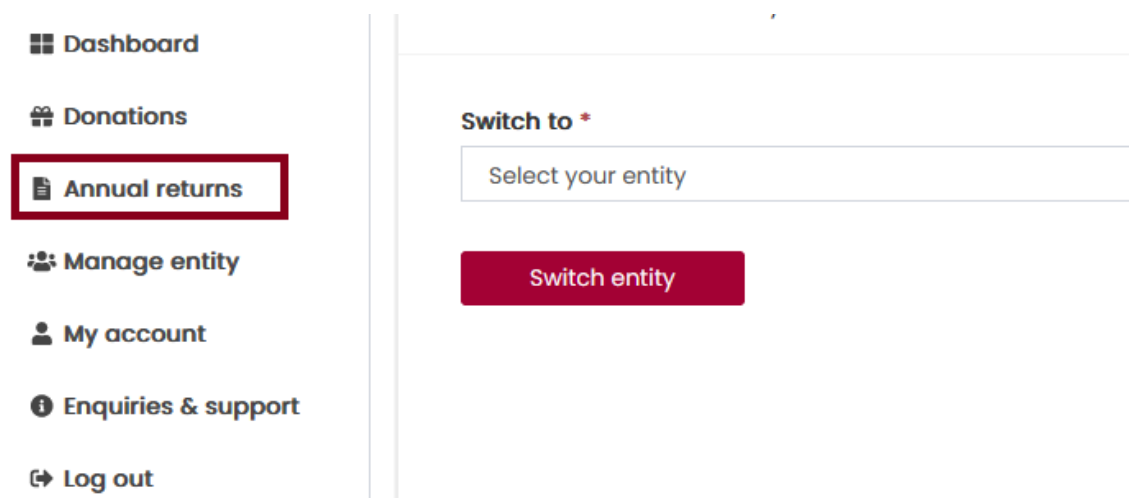 Dashboard
Donations
Annual returns
Manage entity
My account
Enquiries & support
Log out
Switch to *
Select your entity
Switch entity